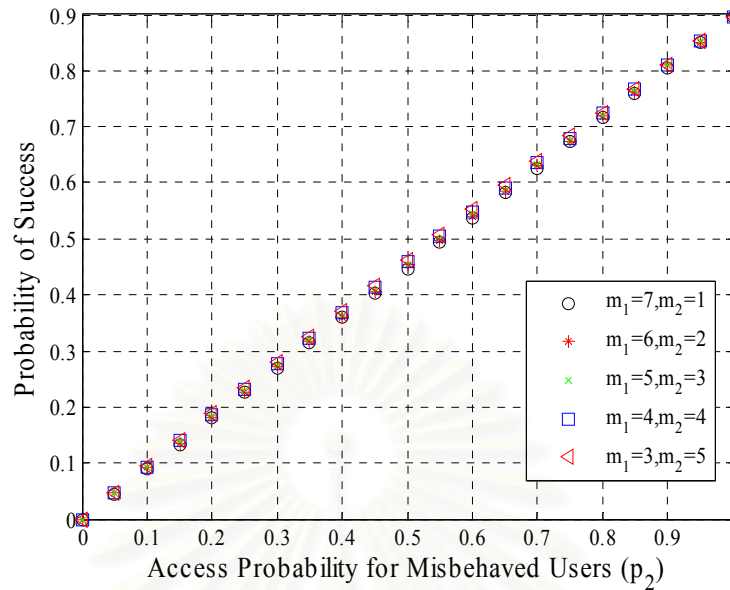 0.9
0.8
0.7
0.6
0.5
0.4
0.3
0.2
0.1
0
Probability of Success
m₁=7,m₂=1
m₁=6,m₂=2
m₁=5,m₂=3
m₁=4,m₂=4
m₁=3,m₂=5
0 0.1 0.2 0.3 0.4 0.5 0.6 0.7 0.8 0.9
Access Probability for Misbehaved Users (p₂)